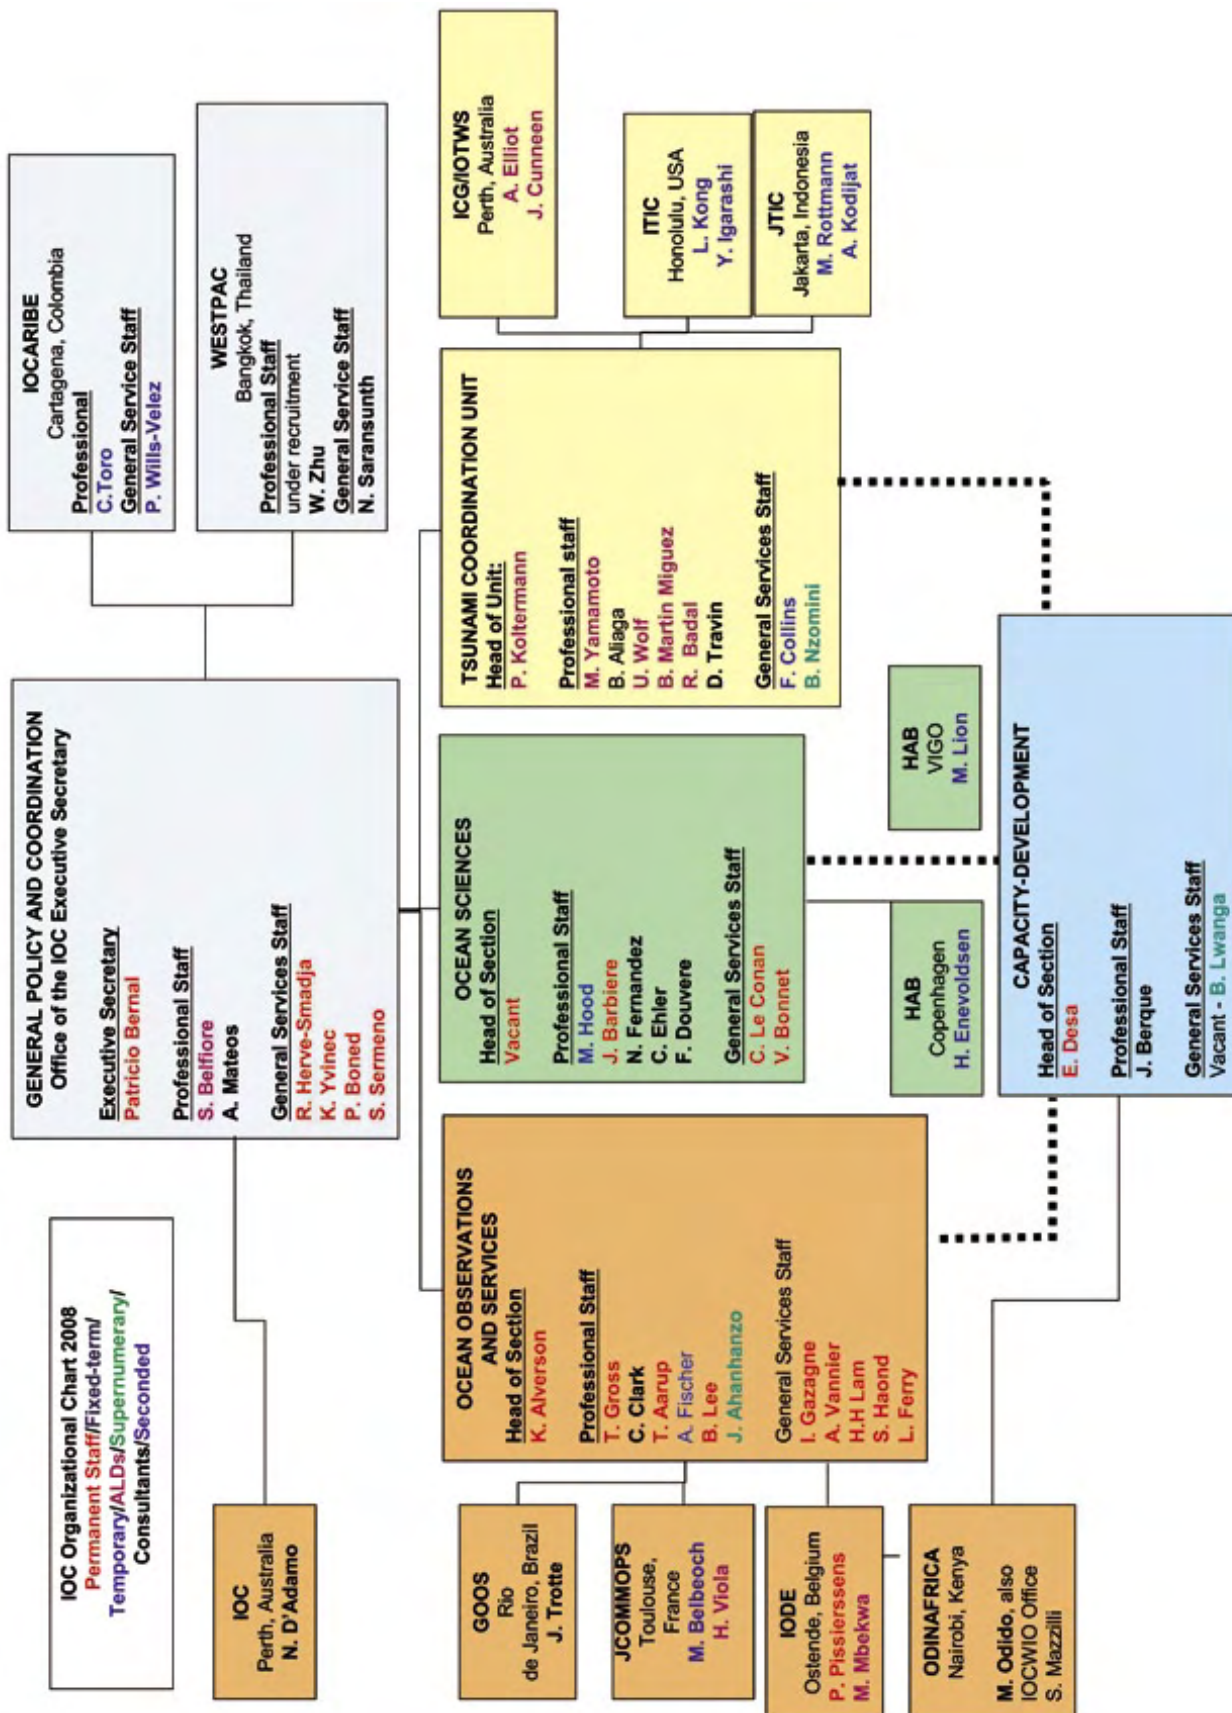 IOC Organizational Chart 2008
Permanent Staff/Fixed-term/
Temporary/ALDs/Supernumerary/
Consultants/Seconded
GENERAL POLICY AND COORDINATION
Office of the IOC Executive Secretary
Executive Secretary
Patricio Bernal
Professional Staff
S. Belfiore
A. Mateos
General Services Staff
R. Herve-Smadja
K. Yvinec
P. Boned
S. Sermeno
IOCARIBE
Cartagena, Colombia
Professional
C.Toro
General Service Staff
P. Wills-Velez
WESTPAC
Bangkok, Thailand
Professional Staff
under recruitment
W. Zhu
General Service Staff
N. Saransunth
IOC
Perth, Australia
N. D'Adamo
OCEAN OBSERVATIONS
AND SERVICES
Head of Section
K. Alverson
Professional Staff
T. Gross
C. Clark
T. Aarup
A. Fischer
B. Lee
J. Ahanhanzo
General Services Staff
I. Gazagne
A. Vannier
H.H Lam
S. Haond
L. Ferry
OCEAN SCIENCES
Head of Section
Vacant
Professional Staff
M. Hood
J. Barbiere
N. Fernandez
C. Ehler
F. Douvere
General Services Staff
C. Le Conan
V. Bonnet
TSUNAMI COORDINATION UNIT
Head of Unit:
P. Koltermann
Professional staff
M. Yamamoto
B. Aliaga
U. Wolf
B. Martin Miguez
R. Badal
D. Travin
General Services Staff
F. Collins
B. Nzomini
ICG/IOTWS
Perth, Australia
A. Elliot
J. Cunneen
ITIC
Honolulu, USA
L. Kong
Y. Igarashi
JTIC
Jakarta, Indonesia
M. Rottmann
A. Kodijat
GOOS
Rio
de Janeiro, Brazil
J. Trotte
JCOMMOPS
Toulouse,
France
M. Belbeoch
H. Viola
IODE
Ostende, Belgium
P. Pissierssens
M. Mbekwa
ODINAFRICA
Nairobi, Kenya
M. Odido, also
IOCWIO Office
S. Mazzilli
HAB
Copenhagen
H. Enevoldsen
HAB
VIGO
M. Lion
CAPACITY-DEVELOPMENT
Head of Section
E. Desa
Professional Staff
J. Berque
General Services Staff
Vacant - B. Lwanga